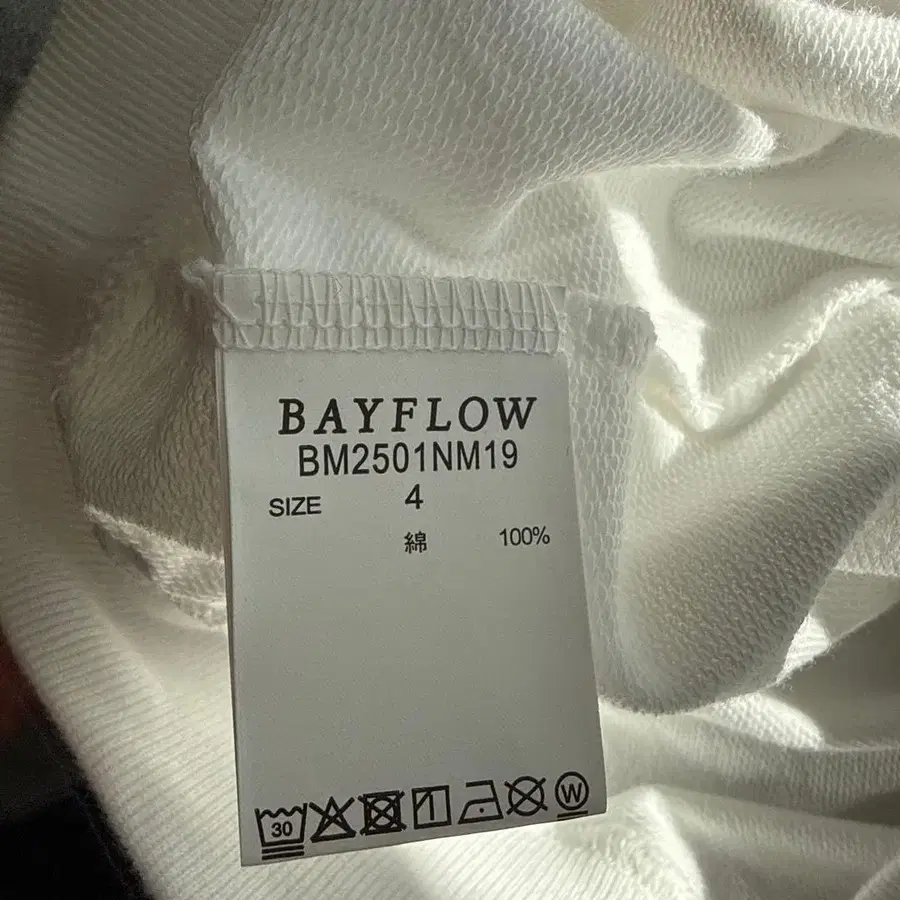 BAYFLOW
BM2501NM19
SIZE 4
綿 100%
30 W